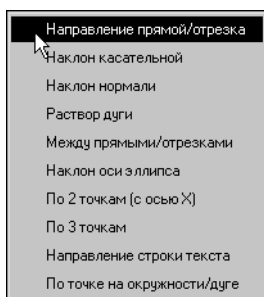 Направление прямой/отрезка
Наклон касательной
Наклон нормали
Раствор дуги
Между прямыми/отрезками
Наклон оси эллипса
По 2 точкам (с осью X)
По 3 точкам
Направление строки текста
По точке на окружности/дуге